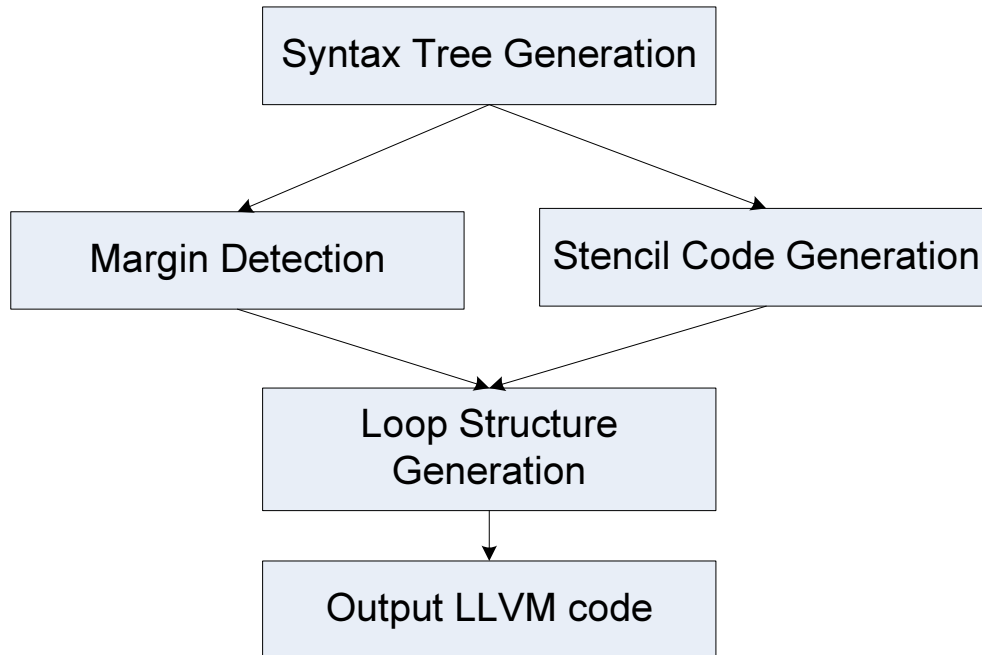 Syntax Tree Generation
Margin Detection
Stencil Code Generation
Loop Structure
Generation
Output LLVM code